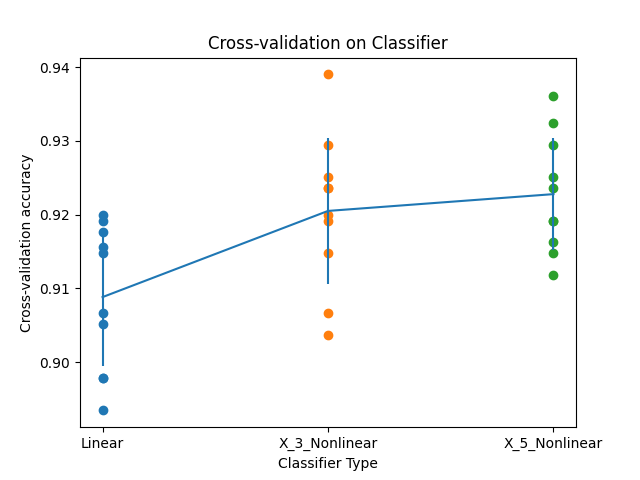 Cross-validation on Classifier
Cross-validation accuracy
0.94
0.93
0.92
0.91
0.90
Linear
X_3_Nonlinear
X_5_Nonlinear
Classifier Type